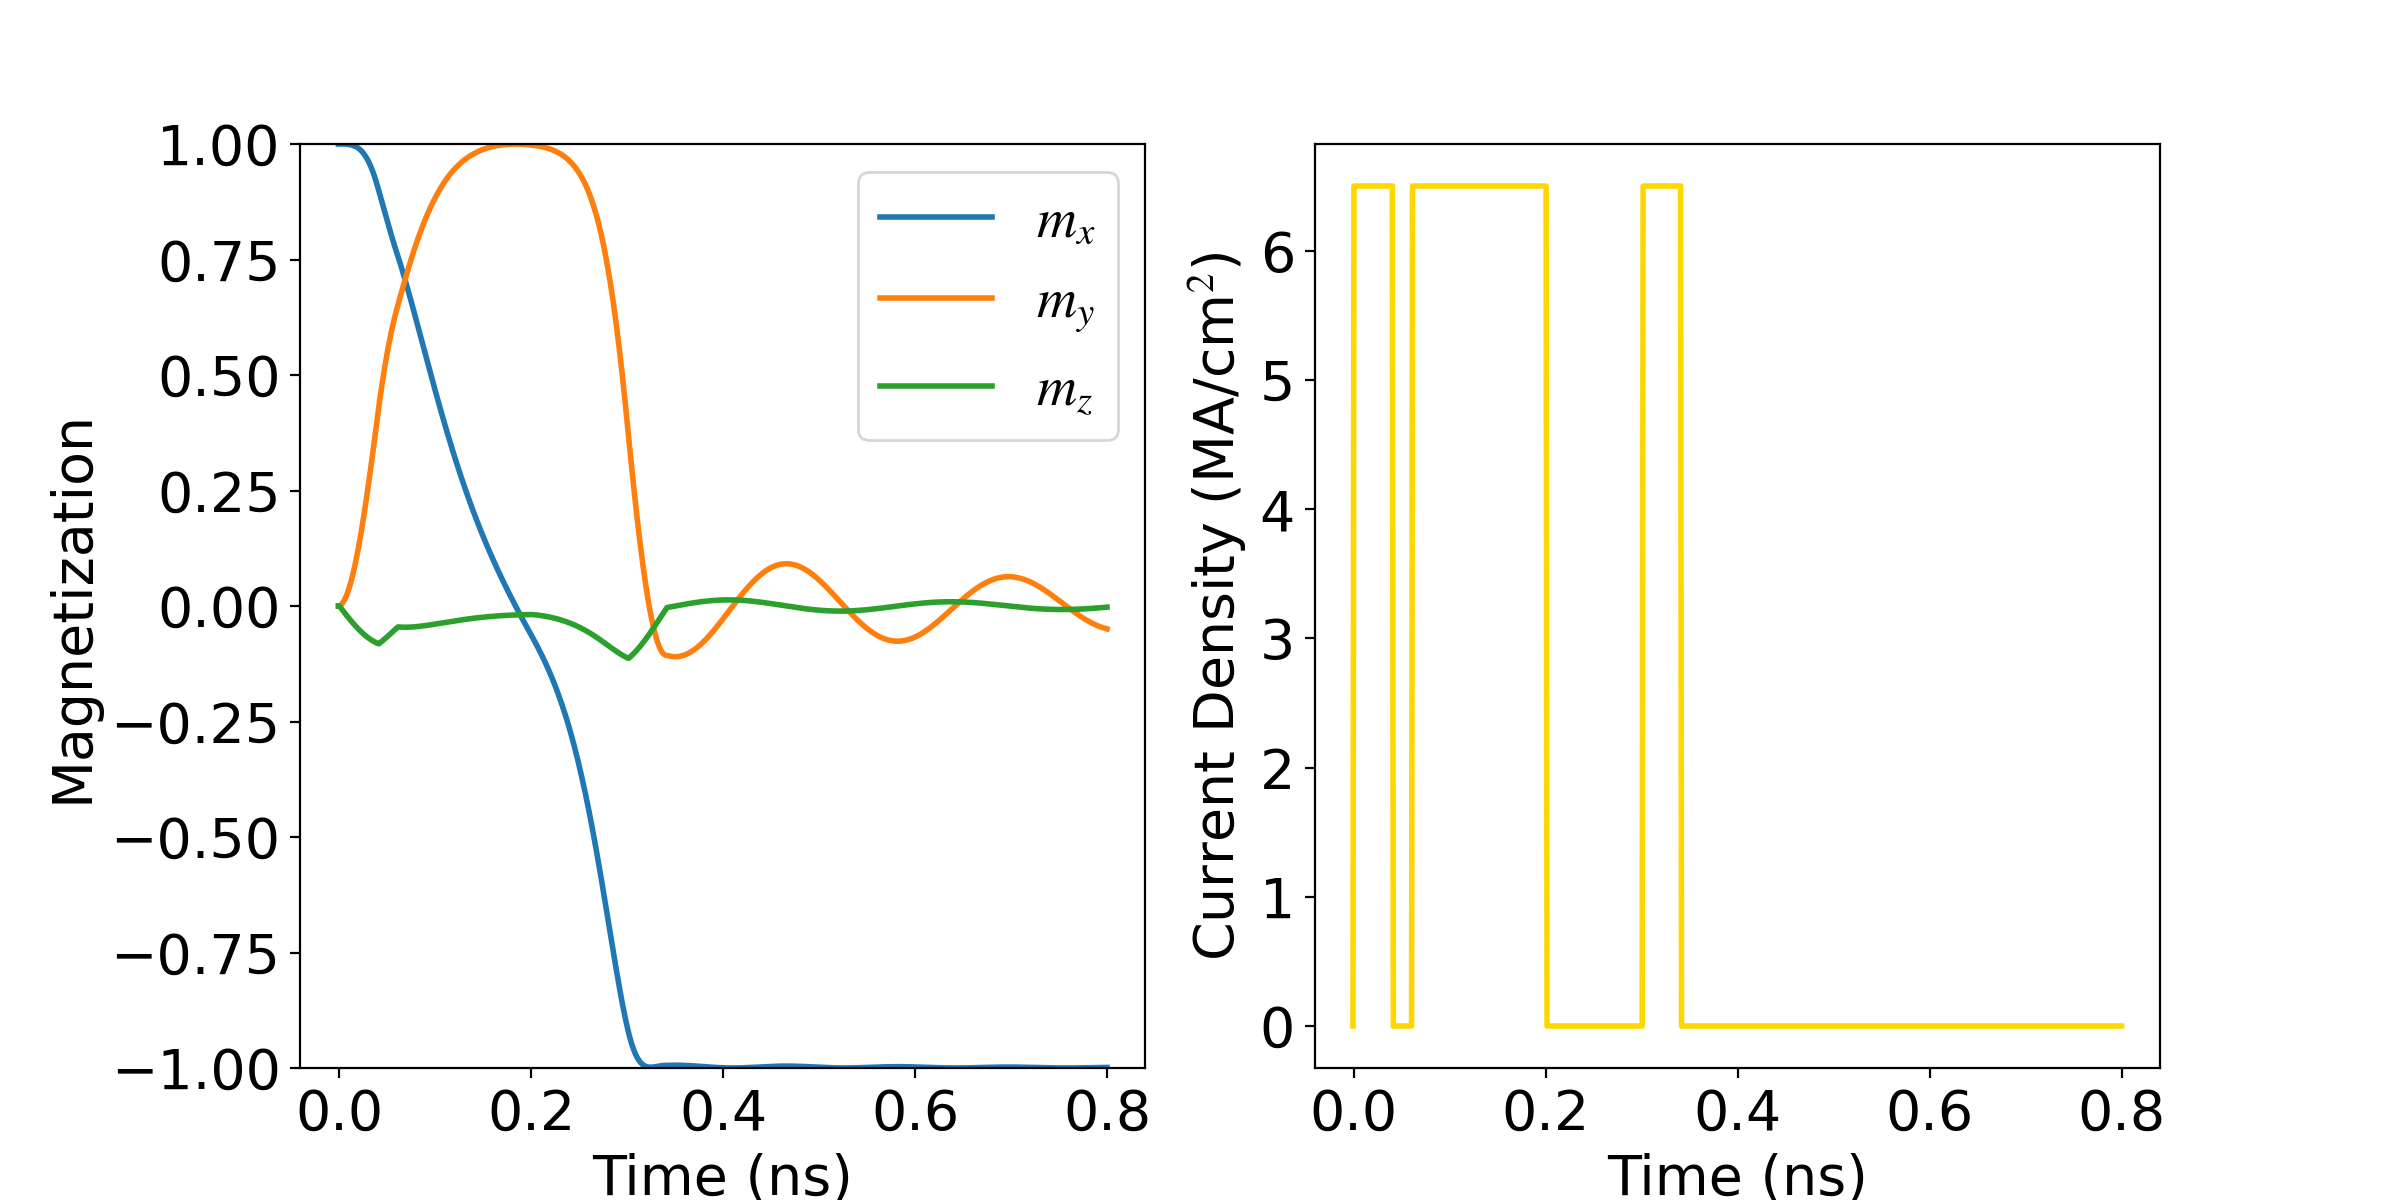 Magnetization
1.00
0.75
0.50
0.25
0.00
−0.25
−0.50
−0.75
−1.00
0.0 0.2 0.4 0.6 0.8
Time (ns)
m_x
m_y
m_z
Current Density (MA/cm²)
6
5
4
3
2
1
0
0.0 0.2 0.4 0.6 0.8
Time (ns)